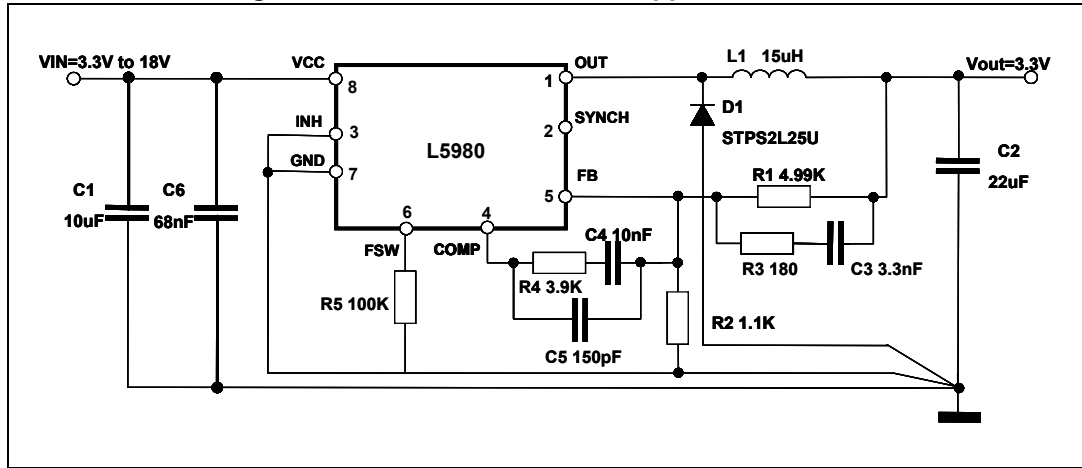 VIN=3.3V to 18V
VCC
8
INH
3
GND
7
L5980
OUT
1
SYNCH
2
FB
5
6
FSW
4
COMP
L1 15uH
Vout=3.3V
D1
STPS2L25U
C2
22uF
C1
10uF
C6
68nF
R1 4.99K
R3 180
C3 3.3nF
C4 10nF
R4 3.9K
C5 150pF
R5 100K
R2 1.1K